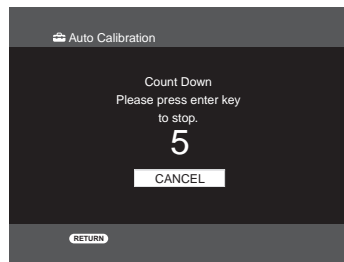 Auto Calibration
Count Down
Please press enter key
to stop.
5
CANCEL
RETURN